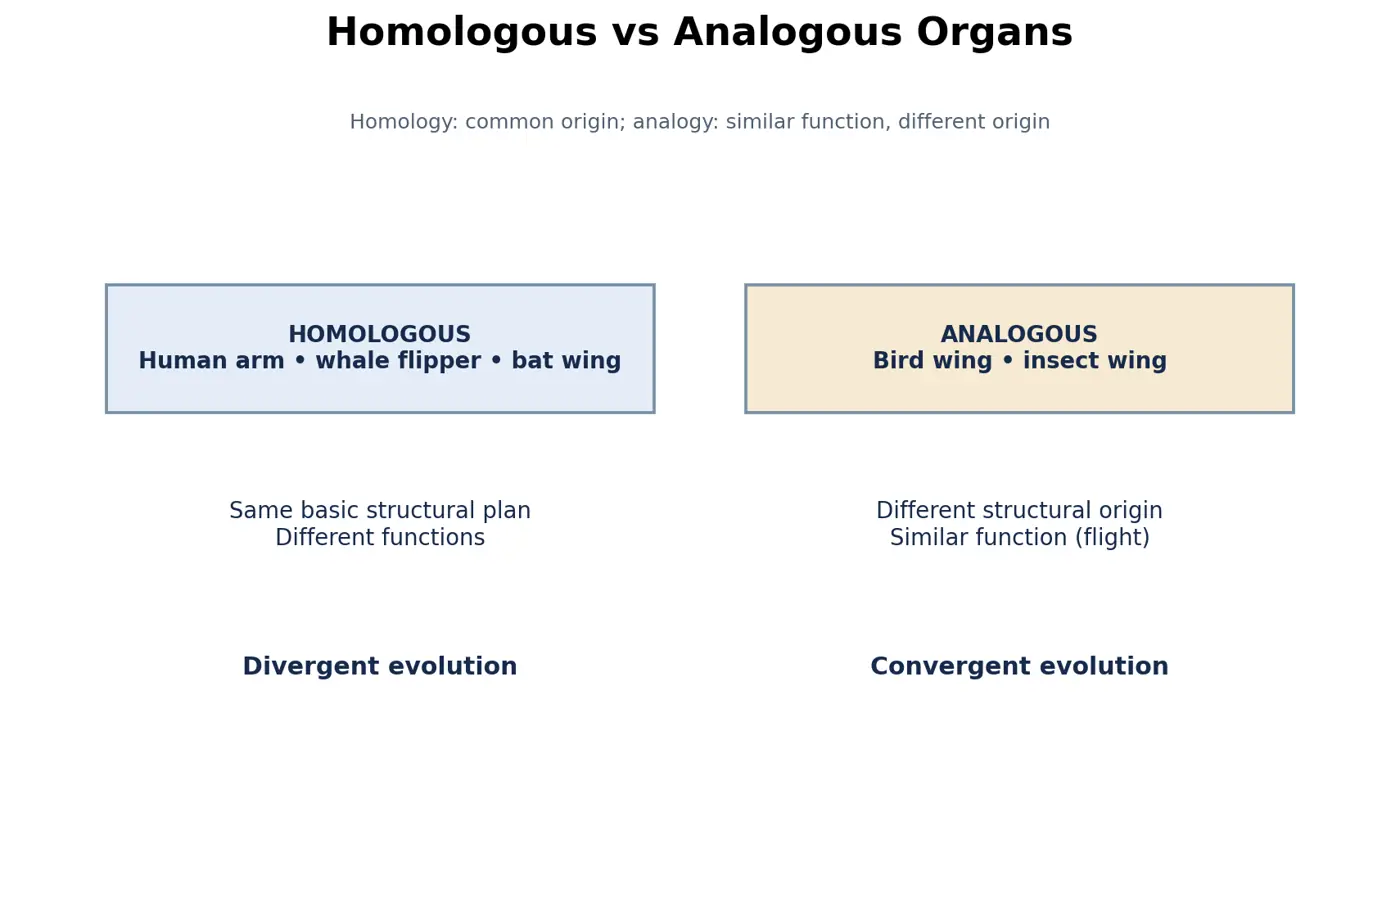 Homologous vs Analogous Organs
Homology: common origin; analogy: similar function, different origin
HOMOLOGOUS
Human arm • whale flipper • bat wing
ANALOGOUS
Bird wing • insect wing
Same basic structural plan
Different functions
Different structural origin
Similar function (flight)
Divergent evolution
Convergent evolution